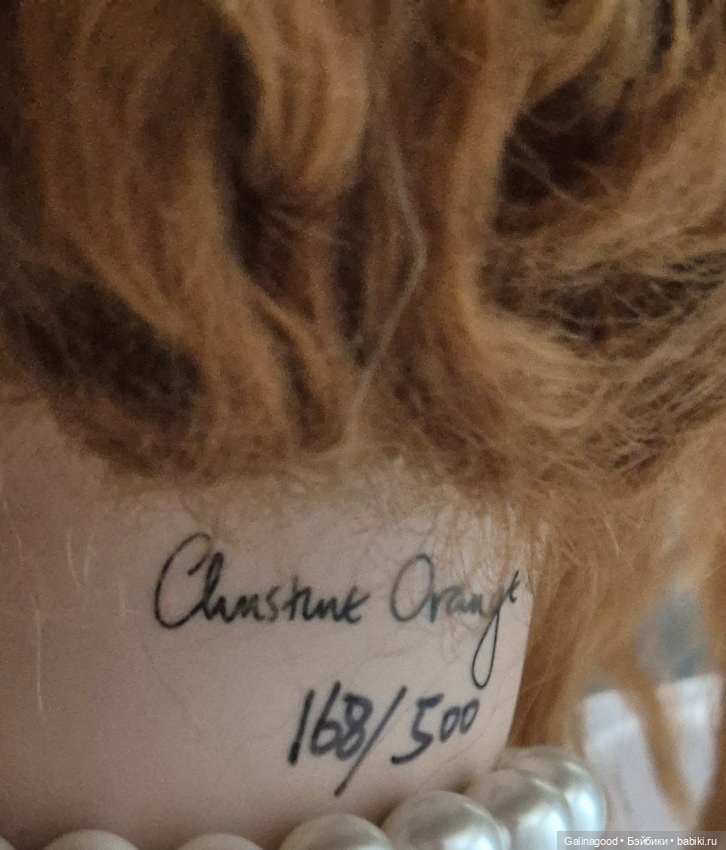 Christine Orange
168/500
Galinagood • Бэйбики • babiki.ru